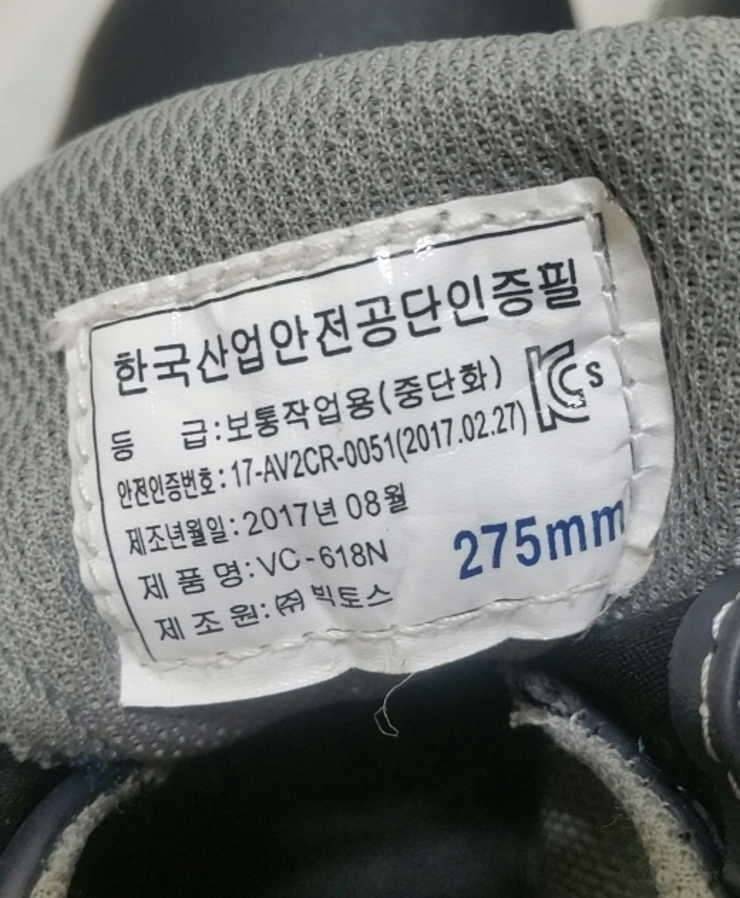 한국산업안전공단인증필
등 급:보통작업용(중단화)
안전인증번호:17-AV2CR-0051(2017.02.27)
제조년월일:2017년 08월
제 품 명:VC-618N
제 조 원:㈜빅토스
KCs
275mm